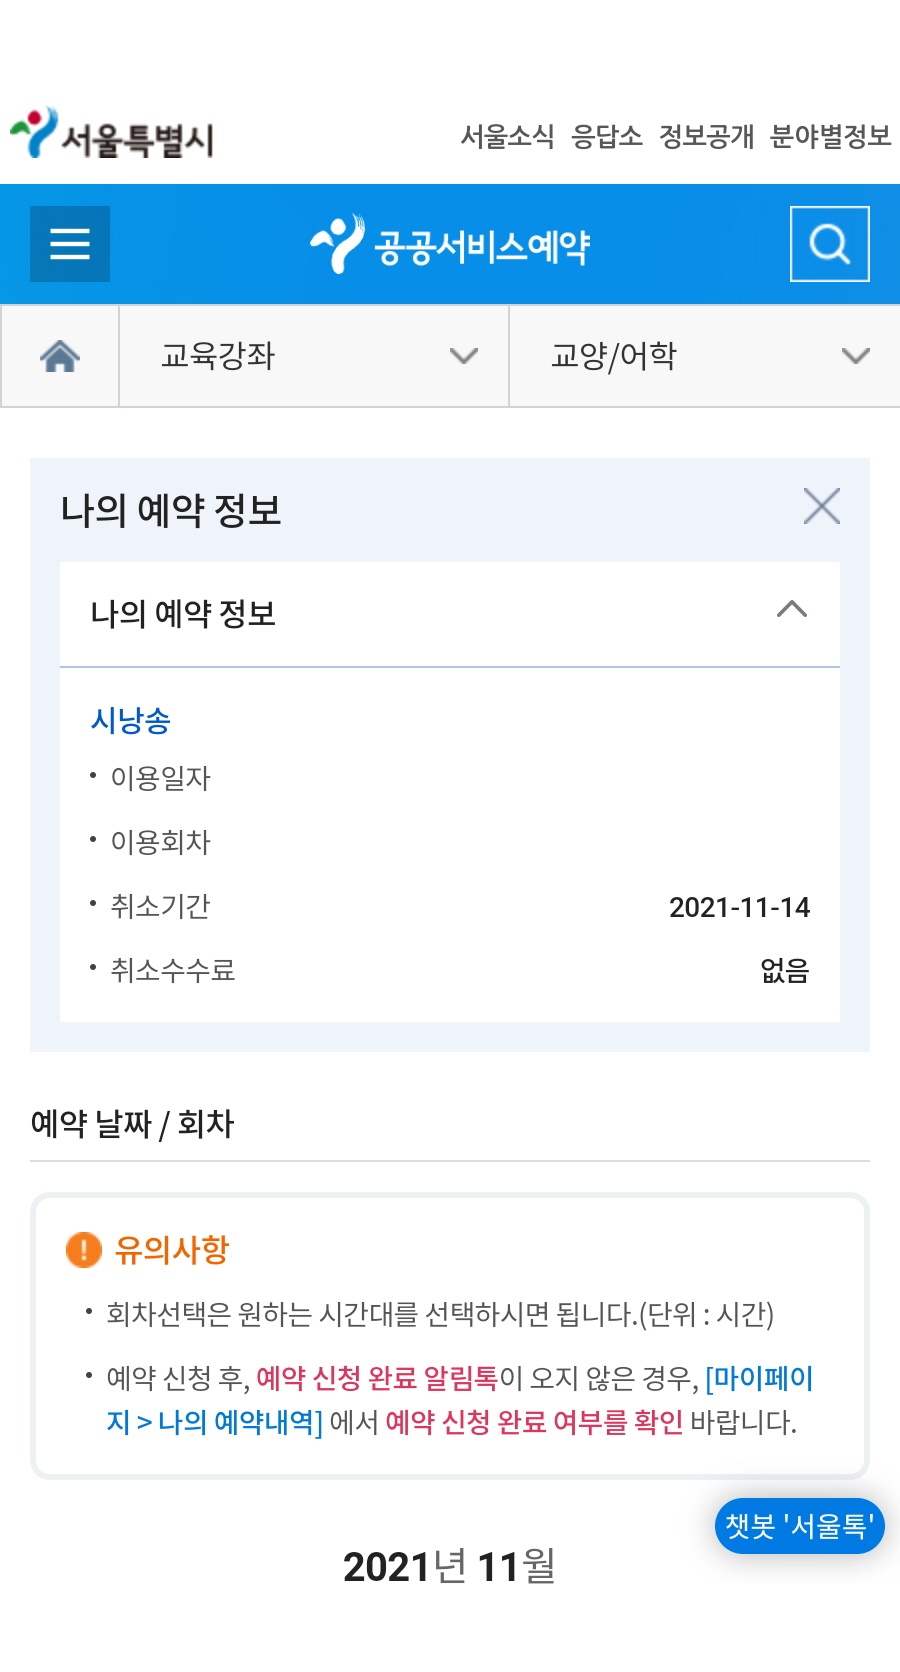 서울특별시
서울소식 응답소 정보공개 분야별정보
공공서비스예약
교육강좌 교양/어학
나의 예약 정보
나의 예약 정보
시낭송
· 이용일자
· 이용회차
· 취소기간 2021-11-14
· 취소수수료 없음
예약 날짜 / 회차
! 유의사항
· 회차선택은 원하는 시간대를 선택하시면 됩니다.(단위 : 시간)
· 예약 신청 후, 예약 신청 완료 알림톡이 오지 않은 경우, [마이페이
지 > 나의 예약내역] 에서 예약 신청 완료 여부를 확인 바랍니다.
챗봇 '서울톡'
2021년 11월